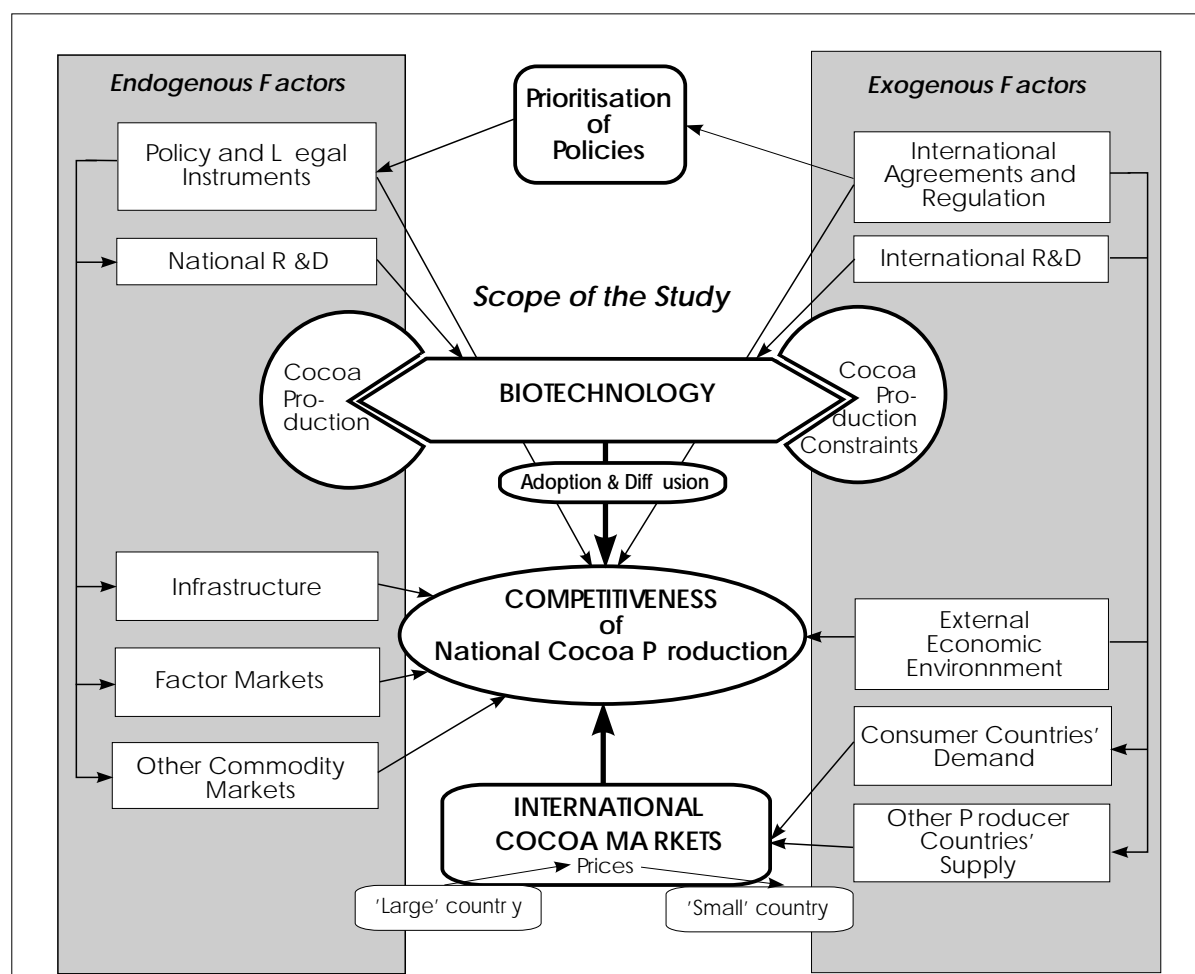 Endogenous Factors
Policy and Legal
Instruments
National R&D
Cocoa
Pro-
duction
Infrastructure
Factor Markets
Other Commodity
Markets
Prioritisation
of
Policies
Scope of the Study
BIOTECHNOLOGY
Adoption & Diffusion
COMPETITIVENESS
of
National Cocoa Production
INTERNATIONAL
COCOA MARKETS
Prices
'Large' country
'Small' country
Exogenous Factors
International
Agreements and
Regulation
International R&D
Cocoa
Pro-
duction
Constraints
External
Economic
Environnment
Consumer Countries'
Demand
Other Producer
Countries'
Supply